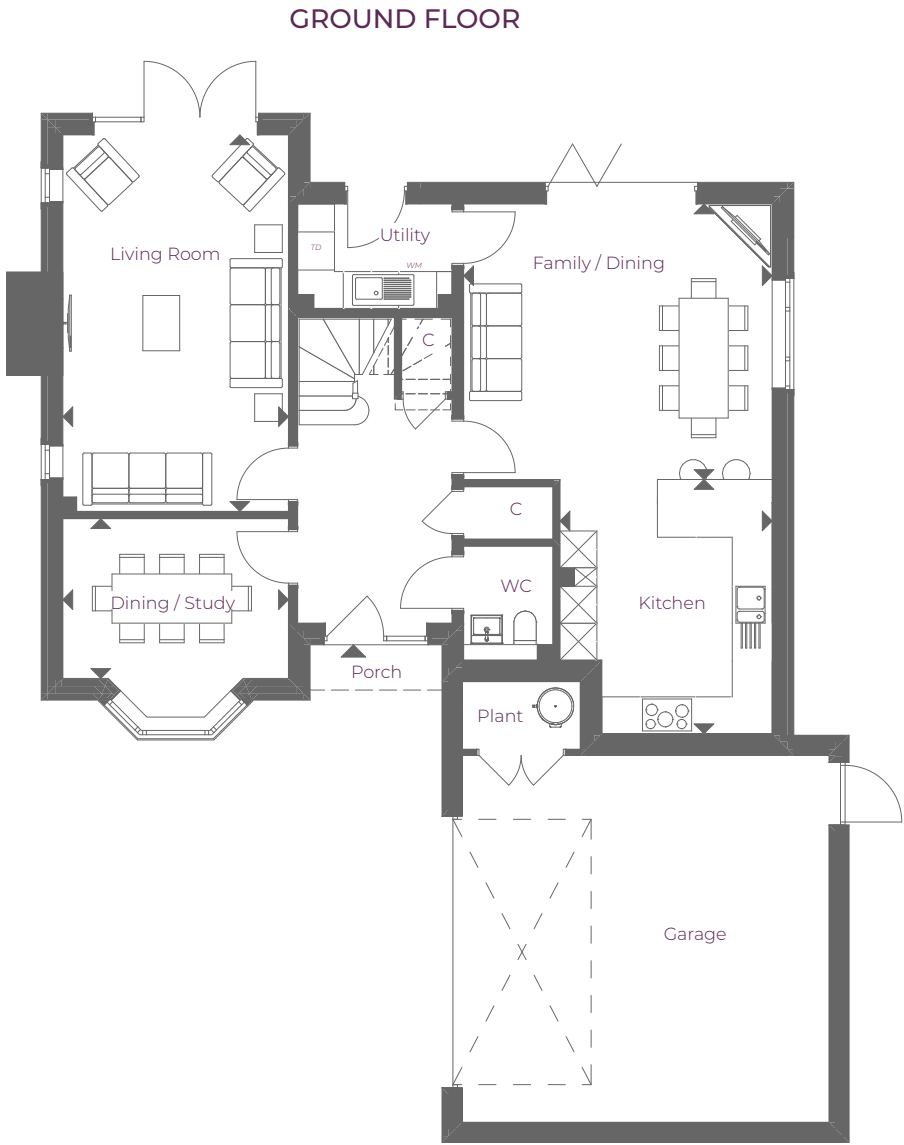 GROUND FLOOR
Living Room
TD
Utility
WM
Family / Dining
C
C
WC
Dining / Study
Kitchen
Porch
Plant
Garage